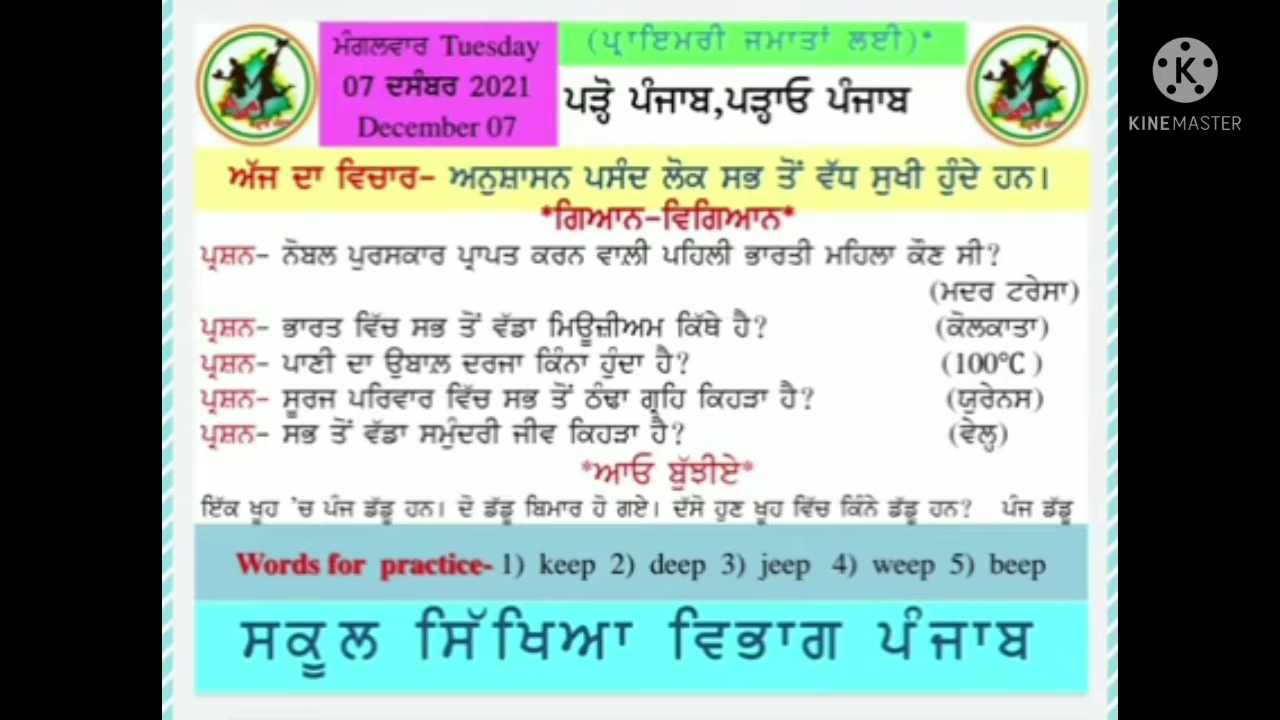 ਮੰਗਲਵਾਰ Tuesday
07 ਦਸੰਬਰ 2021
December 07
(ਪ੍ਰਾਇਮਰੀ ਜਮਾਤਾਂ ਲਈ)*
ਪੜ੍ਹੋ ਪੰਜਾਬ,ਪੜ੍ਹਾਓ ਪੰਜਾਬ
KINEMASTER
ਅੱਜ ਦਾ ਵਿਚਾਰ- ਅਨੁਸ਼ਾਸਨ ਪਸੰਦ ਲੋਕ ਸਭ ਤੋਂ ਵੱਧ ਸੁਖੀ ਹੁੰਦੇ ਹਨ।
*ਗਿਆਨ-ਵਿਗਿਆਨ*
ਪ੍ਰਸ਼ਨ- ਨੋਬਲ ਪੁਰਸਕਾਰ ਪ੍ਰਾਪਤ ਕਰਨ ਵਾਲੀ ਪਹਿਲੀ ਭਾਰਤੀ ਮਹਿਲਾ ਕੌਣ ਸੀ?
(ਮਦਰ ਟਰੇਸਾ)
ਪ੍ਰਸ਼ਨ- ਭਾਰਤ ਵਿੱਚ ਸਭ ਤੋਂ ਵੱਡਾ ਮਿਊਜ਼ੀਅਮ ਕਿੱਥੇ ਹੈ? (ਕੋਲਕਾਤਾ)
ਪ੍ਰਸ਼ਨ- ਪਾਣੀ ਦਾ ਉਬਾਲ਼ ਦਰਜਾ ਕਿੰਨਾ ਹੁੰਦਾ ਹੈ? (100℃ )
ਪ੍ਰਸ਼ਨ- ਸੂਰਜ ਪਰਿਵਾਰ ਵਿੱਚ ਸਭ ਤੋਂ ਠੰਢਾ ਗ੍ਰਹਿ ਕਿਹੜਾ ਹੈ? (ਯੁਰੇਨਸ)
ਪ੍ਰਸ਼ਨ- ਸਭ ਤੋਂ ਵੱਡਾ ਸਮੁੰਦਰੀ ਜੀਵ ਕਿਹੜਾ ਹੈ? (ਵੇਲ੍ਹ)
*ਆਓ ਬੁੱਝੀਏ*
ਇੱਕ ਖੂਹ 'ਚ ਪੰਜ ਡੱਡੂ ਹਨ। ਦੋ ਡੱਡੂ ਬਿਮਾਰ ਹੋ ਗਏ। ਦੱਸੋ ਹੁਣ ਖੂਹ ਵਿੱਚ ਕਿੰਨੇ ਡੱਡੂ ਹਨ? ਪੰਜ ਡੱਡੂ
Words for practice- 1) keep 2) deep 3) jeep 4) weep 5) beep
ਸਕੂਲ ਸਿੱਖਿਆ ਵਿਭਾਗ ਪੰਜਾਬ